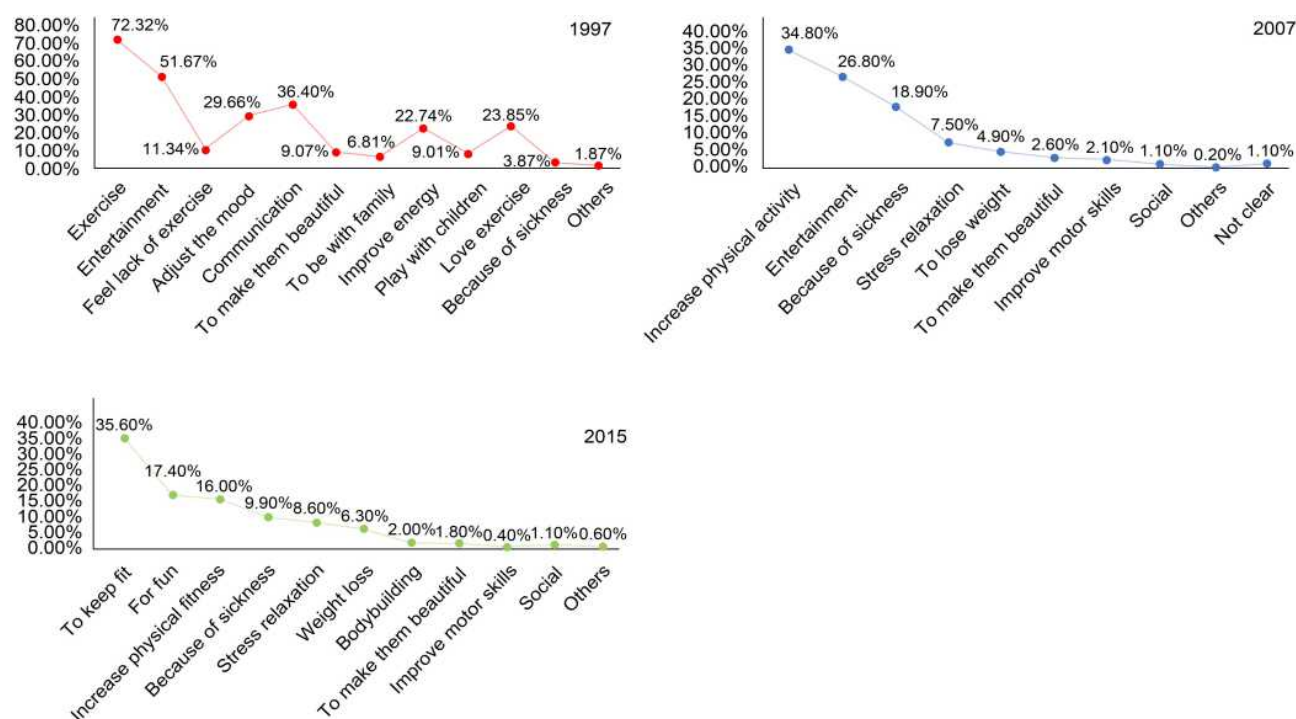 1997
80.00%
70.00%
60.00%
50.00%
40.00%
30.00%
20.00%
10.00%
0.00%
72.32%
51.67%
11.34%
29.66%
36.40%
9.07%
6.81%
22.74%
9.01%
23.85%
3.87%
1.87%
Exercise
Entertainment
Feel lack of exercise
Adjust the mood
Communication
To make them beautiful
To be with family
Improve energy
Play with children
Love exercise
Because of sickness
Others
2007
40.00%
35.00%
30.00%
25.00%
20.00%
15.00%
10.00%
5.00%
0.00%
34.80%
26.80%
18.90%
7.50%
4.90%
2.60%
2.10%
1.10%
0.20%
1.10%
Increase physical activity
Entertainment
Because of sickness
Stress relaxation
To lose weight
To make them beautiful
Improve motor skills
Social
Others
Not clear
2015
40.00%
35.00%
30.00%
25.00%
20.00%
15.00%
10.00%
5.00%
0.00%
35.60%
17.40%
16.00%
9.90%
8.60%
6.30%
2.00%
1.80%
0.40%
1.10%
0.60%
To keep fit
For fun
Increase physical fitness
Because of sickness
Stress relaxation
Weight loss
Bodybuilding
To make them beautiful
Improve motor skills
Social
Others